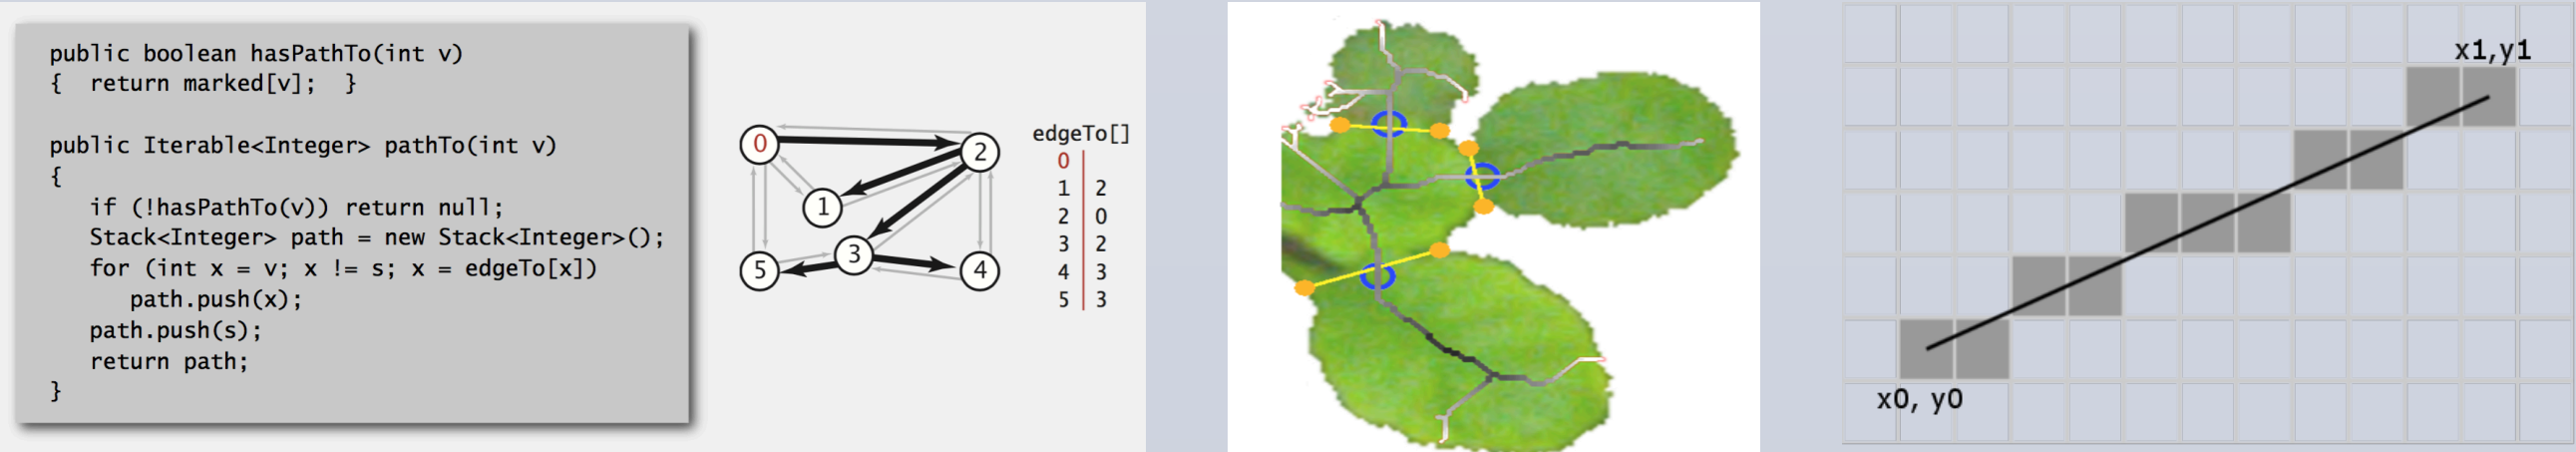 public boolean hasPathTo(int v)
{  return marked[v];  }
public Iterable<Integer> pathTo(int v)
{
   if (!hasPathTo(v)) return null;
   Stack<Integer> path = new Stack<Integer>();
   for (int x = v; x != s; x = edgeTo[x])
      path.push(x);
   path.push(s);
   return path;
}
0
2
1
3
5
4
edgeTo[]
0
1 2
2 0
3 2
4 3
5 3
x1,y1
x0, y0